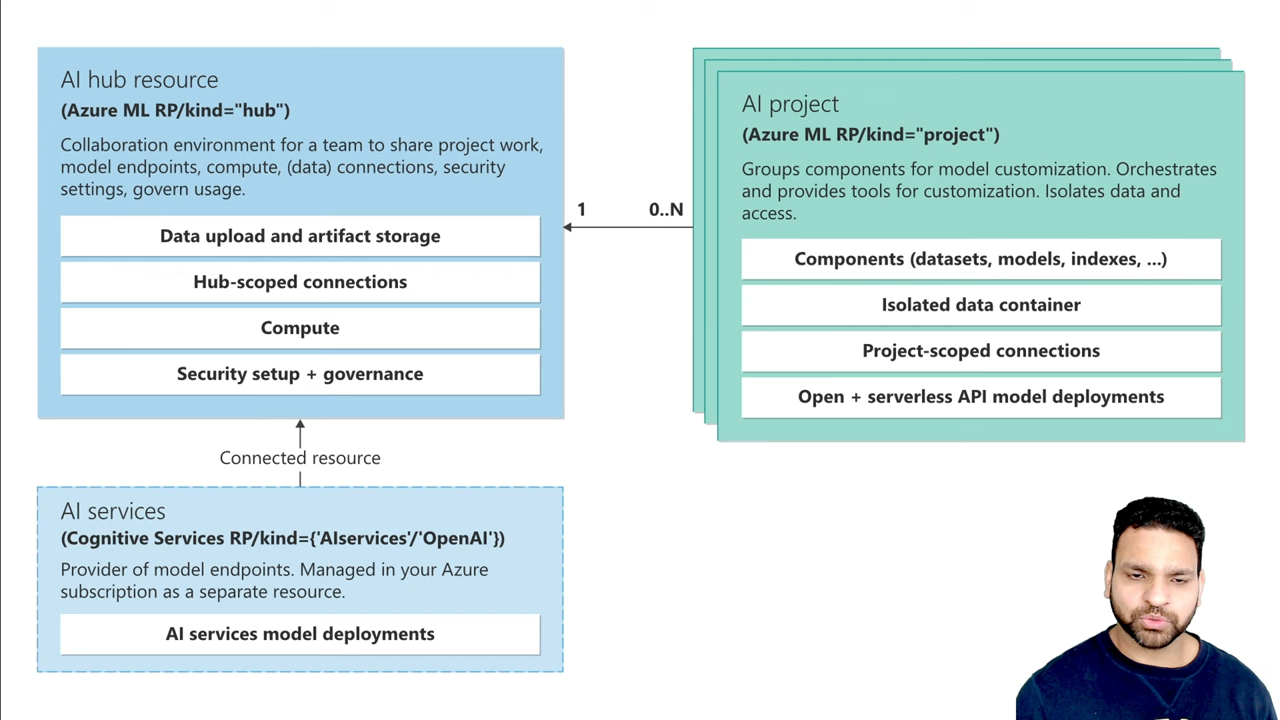 AI hub resource
(Azure ML RP/kind="hub")
Collaboration environment for a team to share project work,
model endpoints, compute, (data) connections, security
settings, govern usage.
Data upload and artifact storage
Hub-scoped connections
Compute
Security setup + governance
1
0..N
AI project
(Azure ML RP/kind="project")
Groups components for model customization. Orchestrates
and provides tools for customization. Isolates data and
access.
Components (datasets, models, indexes, ...)
Isolated data container
Project-scoped connections
Open + serverless API model deployments
Connected resource
AI services
(Cognitive Services RP/kind={'AIservices'/'OpenAI'})
Provider of model endpoints. Managed in your Azure
subscription as a separate resource.
AI services model deployments